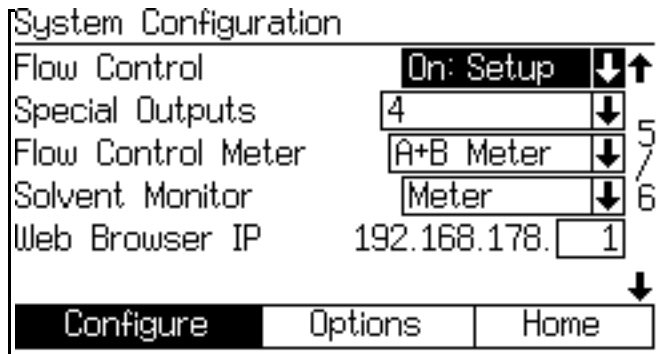 System Configuration
Flow Control On: Setup
Special Outputs 4
Flow Control Meter A+B Meter
Solvent Monitor Meter
Web Browser IP 192.168.178. 1
5/6
Configure Options Home